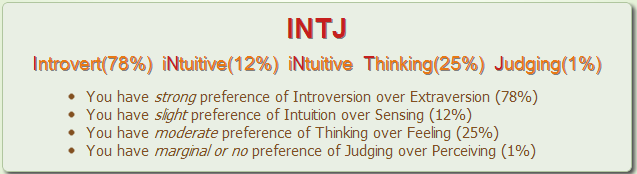 INTJ
Introvert(78%) iNtuitive(12%) iNtuitive Thinking(25%) Judging(1%)
• You have strong preference of Introversion over Extraversion (78%)
• You have slight preference of Intuition over Sensing (12%)
• You have moderate preference of Thinking over Feeling (25%)
• You have marginal or no preference of Judging over Perceiving (1%)